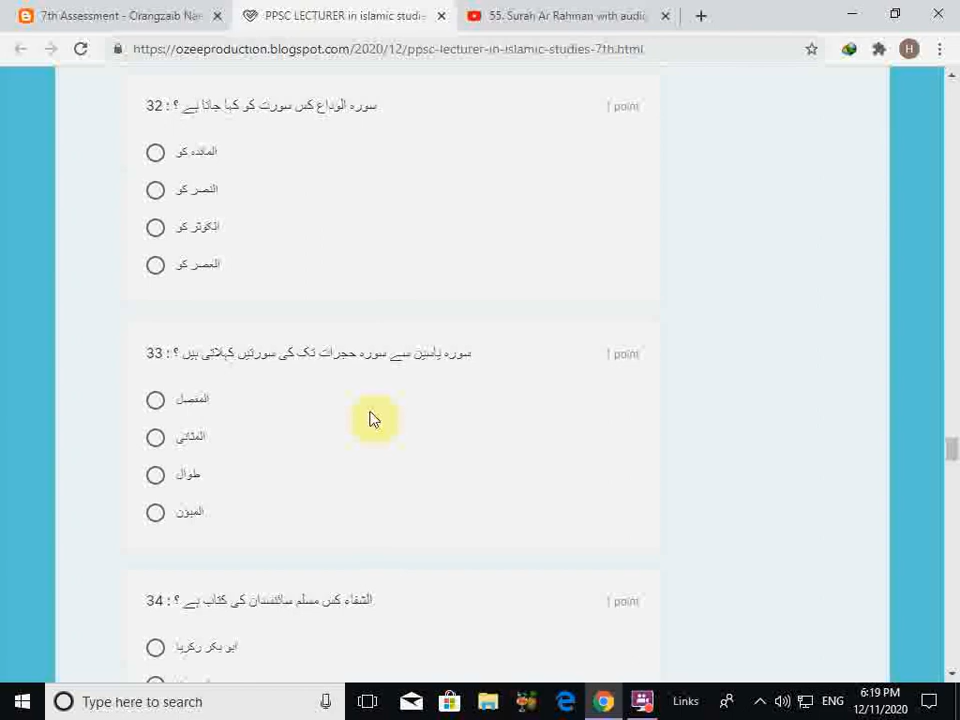 7th Assessment - Orangzaib Na
PPSC LECTURER in islamic studi
55. Surah Ar Rahman with audio
https://ozeeproduction.blogspot.com/2020/12/ppsc-lecturer-in-islamic-studies-7th.html
H
32 : سورہ الوداع کس سورت کو کہا جاتا ہے ؟
1 point
المائدہ کو
النصر کو
الکوثر کو
العصر کو
33 : سورہ یاسین سے سورہ حجرات تک کی سورتیں کہلاتی ہیں ؟
1 point
المفصل
المثانی
طوال
المیؤن
34 : الشفاہ کس مسلم سائنسدان کی کتاب ہے ؟
1 point
ابو بکر زکریا
Type here to search
Links
ENG
6:19 PM
12/11/2020